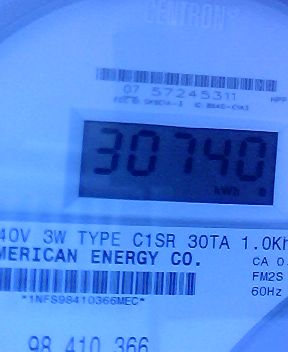 CENTRON
07 57245311
30740
kWh
40V 3W TYPE C1SR 30TA 1.0Kh
MERICAN ENERGY CO.
CA 0.
FM2S
60Hz
*1NFS98410366MEC*
98 410 366